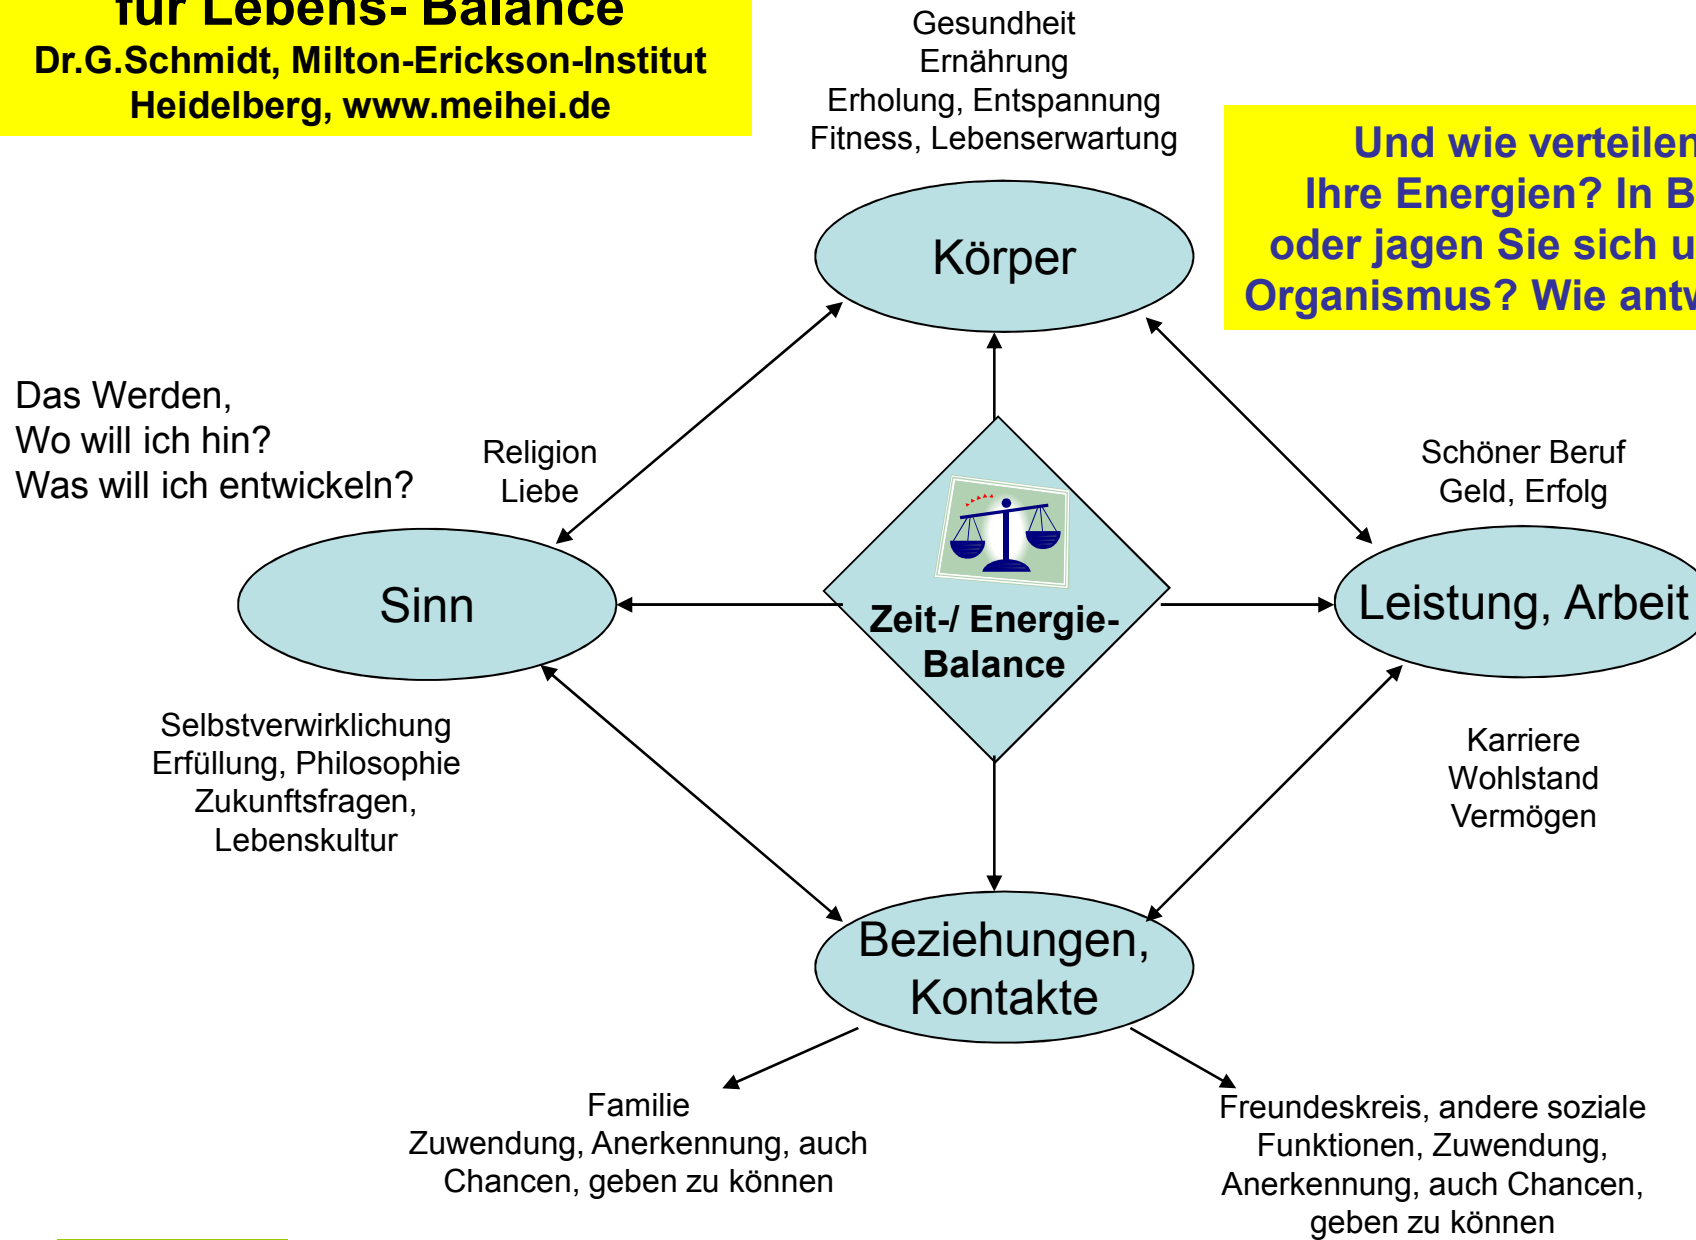 für Lebens- Balance
Dr.G.Schmidt, Milton-Erickson-Institut
Heidelberg, www.meihei.de
Gesundheit
Ernährung
Erholung, Entspannung
Fitness, Lebenserwartung
Und wie verteilen
Ihre Energien? In
oder jagen Sie sich
Organismus? Wie
Körper
Das Werden,
Wo will ich hin?
Was will ich entwickeln?
Religion
Liebe
Schöner Beruf
Geld, Erfolg
Sinn
Zeit-/ Energie-
Balance
Leistung, Arbeit
Selbstverwirklichung
Erfüllung, Philosophie
Zukunftsfragen,
Lebenskultur
Karriere
Wohlstand
Vermögen
Beziehungen,
Kontakte
Familie
Zuwendung, Anerkennung, auch
Chancen, geben zu können
Freundeskreis, andere soziale
Funktionen, Zuwendung,
Anerkennung, auch Chancen,
geben zu können